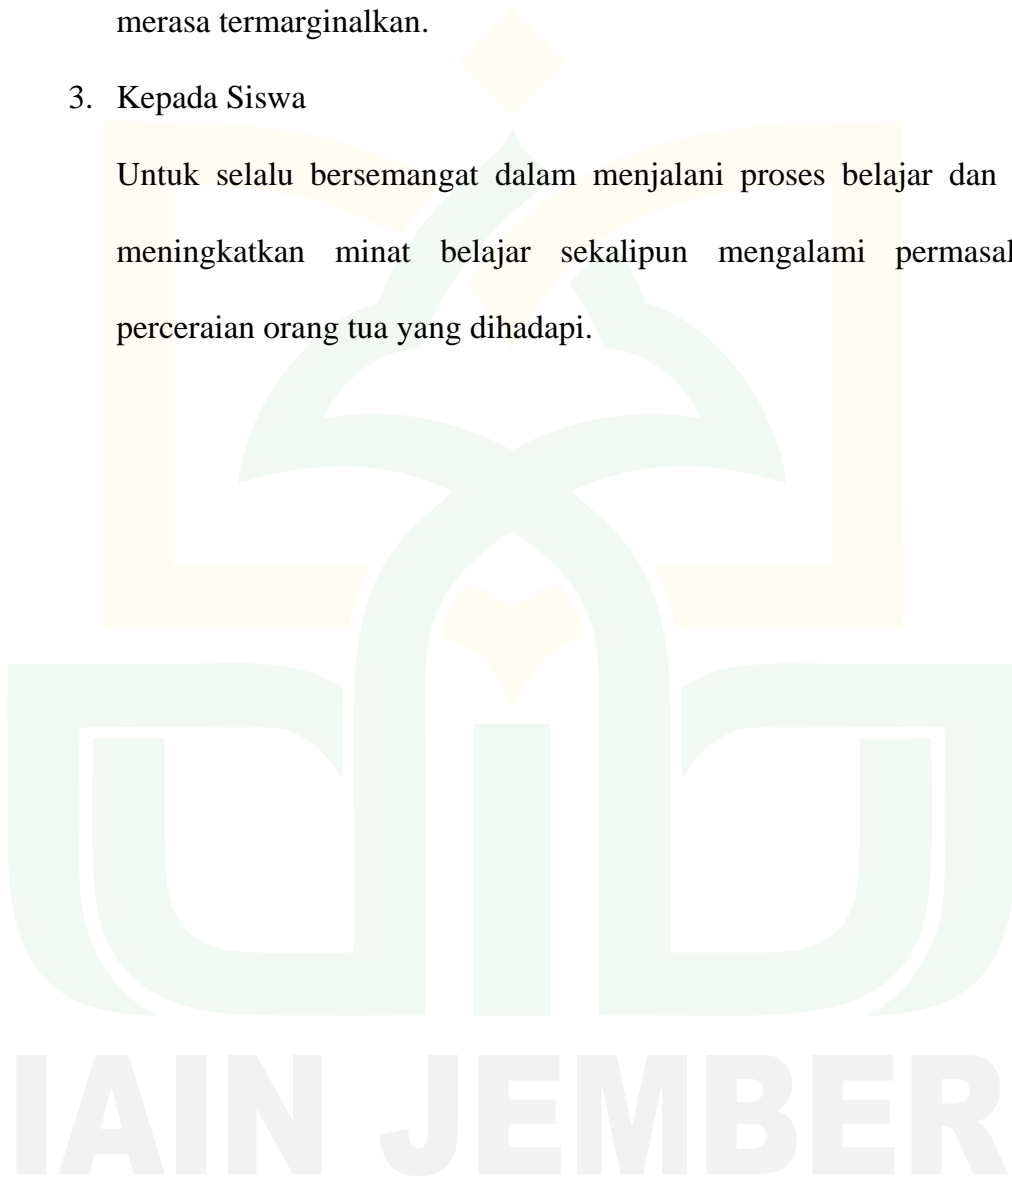 merasa termarginalkan.
3. Kepada Siswa
Untuk selalu bersemangat dalam menjalani proses belajar dan
meningkatkan minat belajar sekalipun mengalami
perceraian orang tua yang dihadapi.
IAIN JEMBER